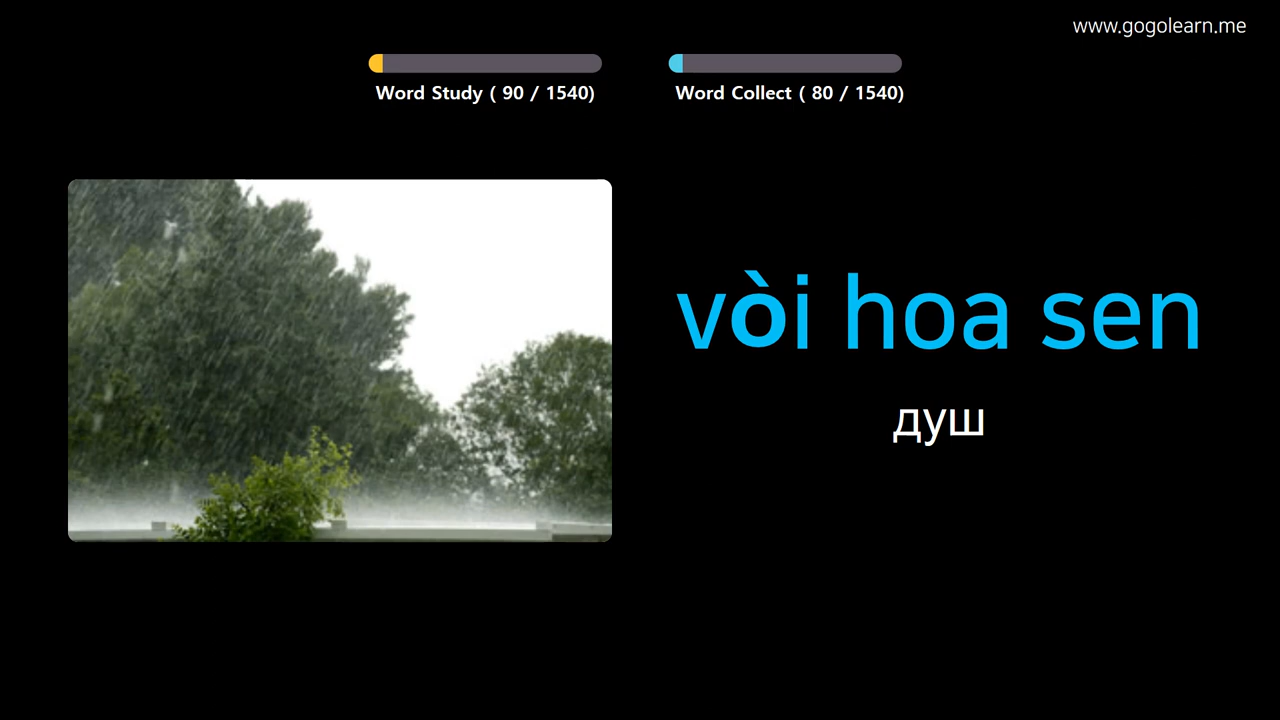 www.gogolearn.me
Word Study ( 90 / 1540)
Word Collect ( 80 / 1540)
vòi hoa sen
душ